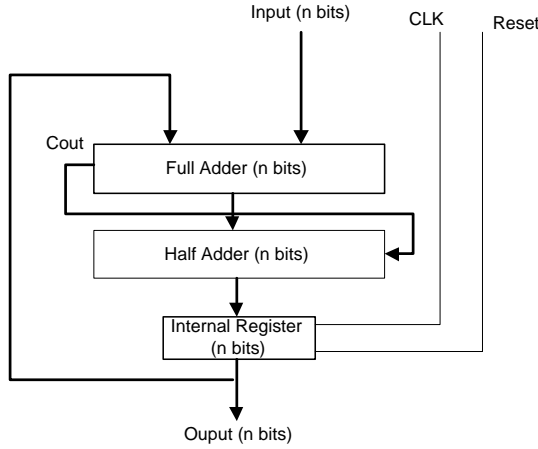 Input (n bits)
CLK
Reset
Cout
Full Adder (n bits)
Half Adder (n bits)
Internal Register
(n bits)
Ouput (n bits)